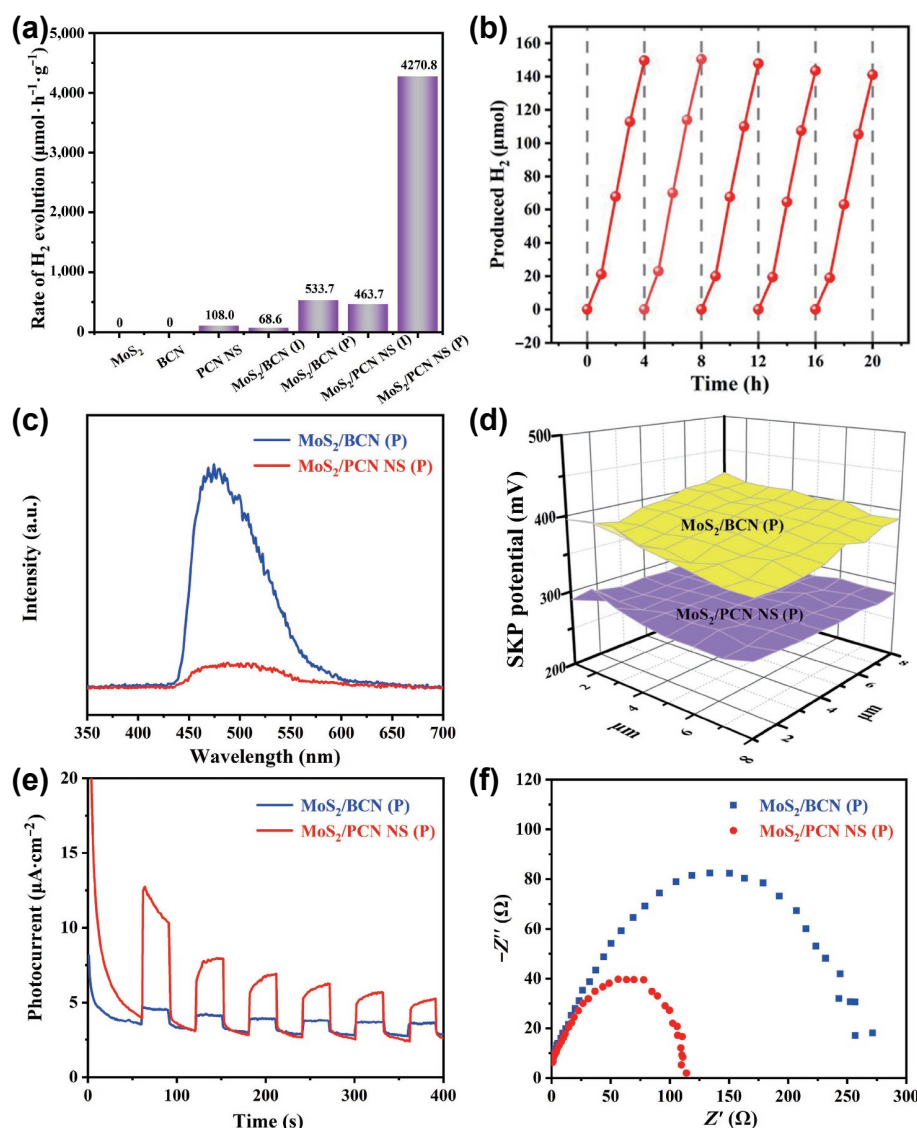 (a)
Rate of H₂ evolution (μmol·h⁻¹·g⁻¹)
5,000
4,000
3,000
2,000
1,000
0
0
0
108.0
68.6
533.7
463.7
4270.8
MoS₂
BCN
PCN NS
MoS₂/BCN (I)
MoS₂/BCN (P)
MoS₂/PCN NS (I)
MoS₂/PCN NS (P)
(b)
Produced H₂ (μmol)
160
140
120
100
80
60
40
20
0
−20
0 4 8 12 16 20
Time (h)
(c)
MoS₂/BCN (P)
MoS₂/PCN NS (P)
Intensity (a.u.)
350 400 450 500 550 600 650 700
Wavelength (nm)
(d)
SKP potential (mV)
500
400
300
200
MoS₂/BCN (P)
MoS₂/PCN NS (P)
2 4 6 8
μm
2 4 6 8
μm
(e)
MoS₂/BCN (P)
MoS₂/PCN NS (P)
Photocurrent (μA·cm⁻²)
20
15
10
5
0
0 100 200 300 400
Time (s)
(f)
MoS₂/BCN (P)
MoS₂/PCN NS (P)
−Z″ (Ω)
120
100
80
60
40
20
0
0 50 100 150 200 250 300
Z′ (Ω)